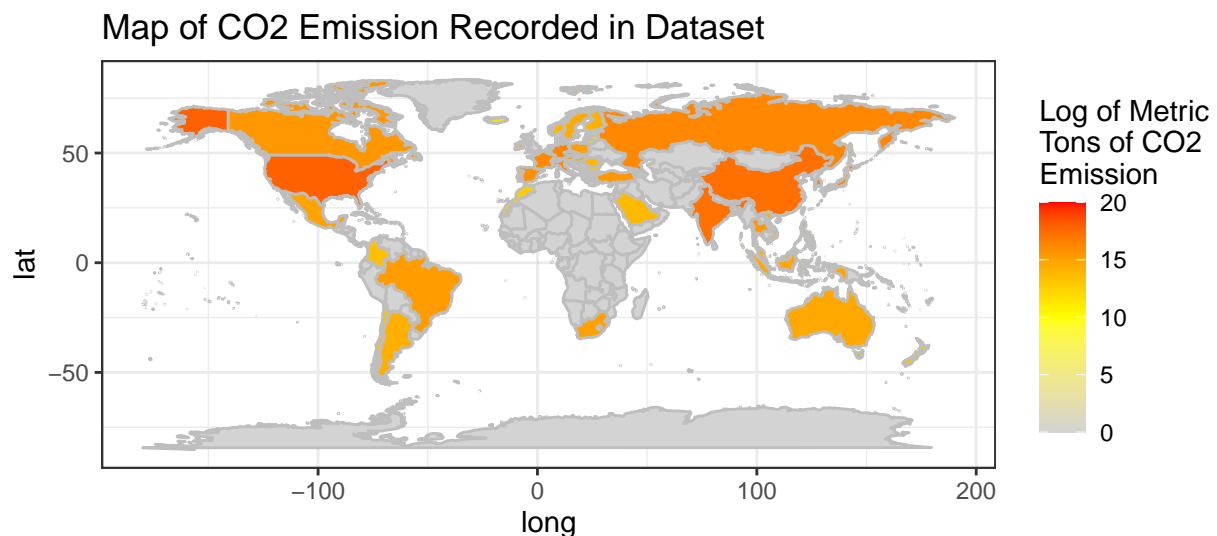 Map of CO2 Emission Recorded in Dataset
Log of Metric
Tons of CO2
Emission
20
15
10
5
0
50
0
−50
lat
−100
0
100
200
long